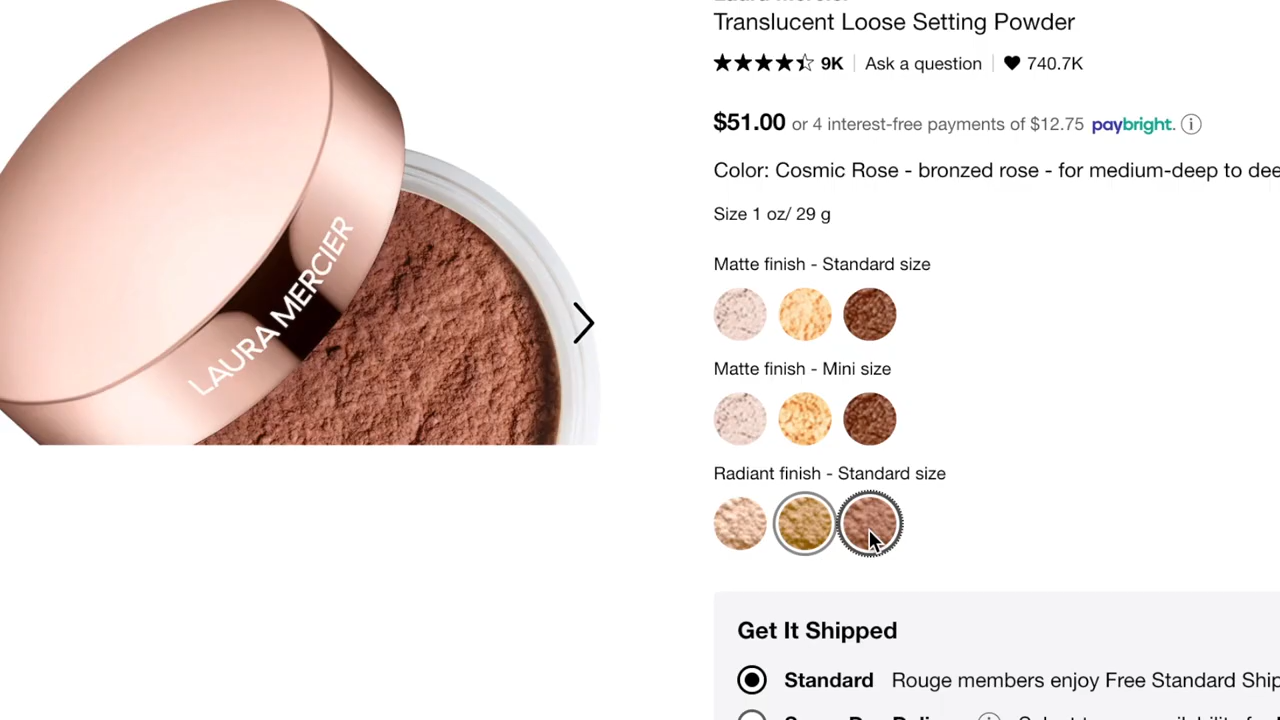 LAURA MERCIER
Translucent Loose Setting Powder
9K
Ask a question
740.7K
$51.00 or 4 interest-free payments of $12.75 paybright.
Color: Cosmic Rose - bronzed rose - for medium-deep to dee
Size 1 oz/ 29 g
Matte finish - Standard size
Matte finish - Mini size
Radiant finish - Standard size
Get It Shipped
Standard Rouge members enjoy Free Standard Ship